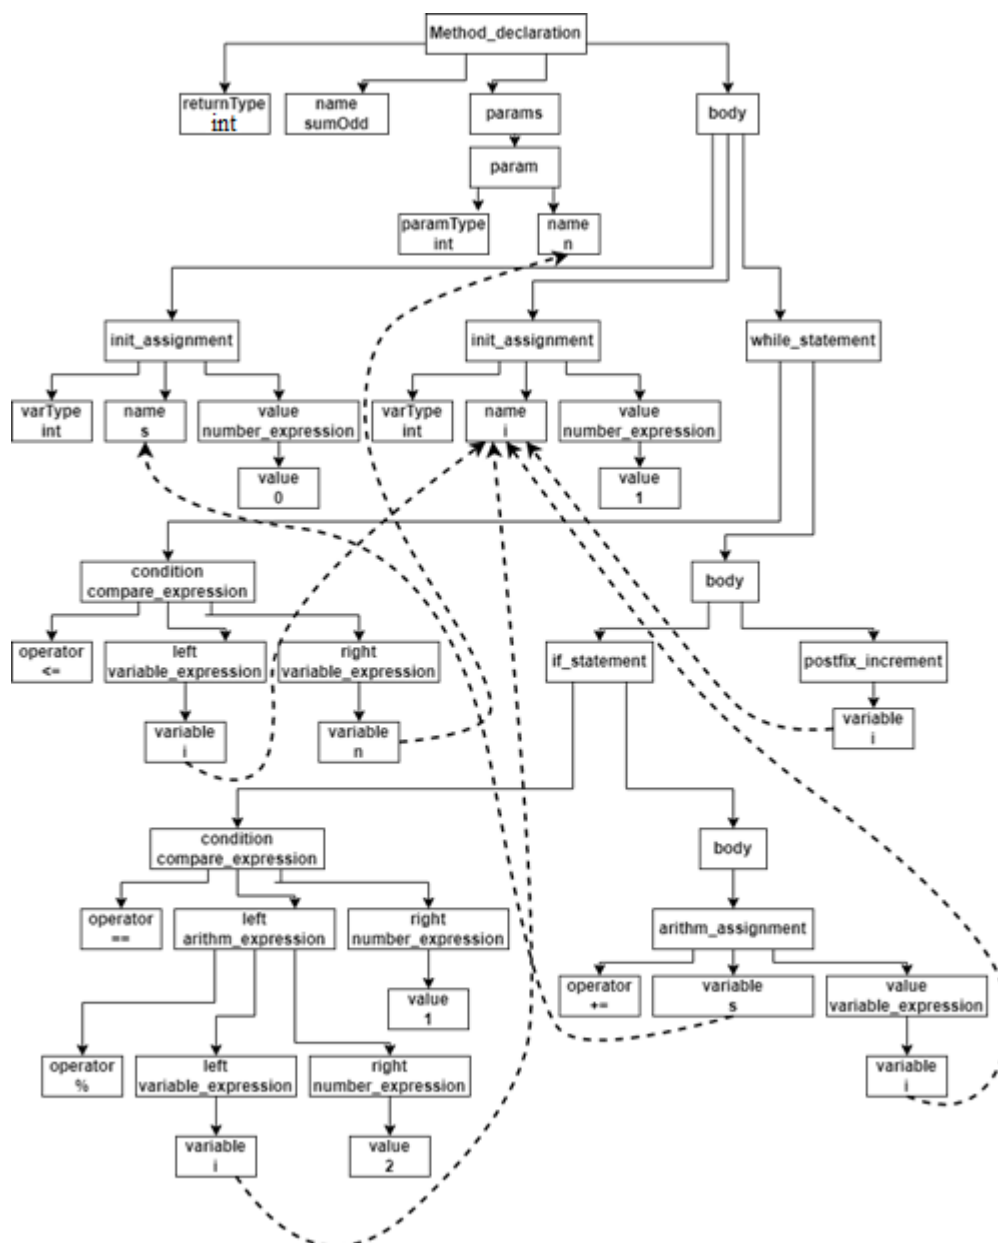 Method_declaration
returnType
int
name
sumOdd
params
body
param
paramType
int
name
n
init_assignment
init_assignment
while_statement
varType
int
name
s
value
number_expression
varType
int
name
i
value
number_expression
value
0
value
1
condition
compare_expression
body
operator
<=
left
variable_expression
right
variable_expression
if_statement
postfix_increment
variable
i
variable
n
variable
i
condition
compare_expression
body
operator
==
left
arithm_expression
right
number_expression
arithm_assignment
operator
+=
variable
s
value
variable_expression
value
1
operator
%
left
variable_expression
right
number_expression
variable
i
variable
i
value
2